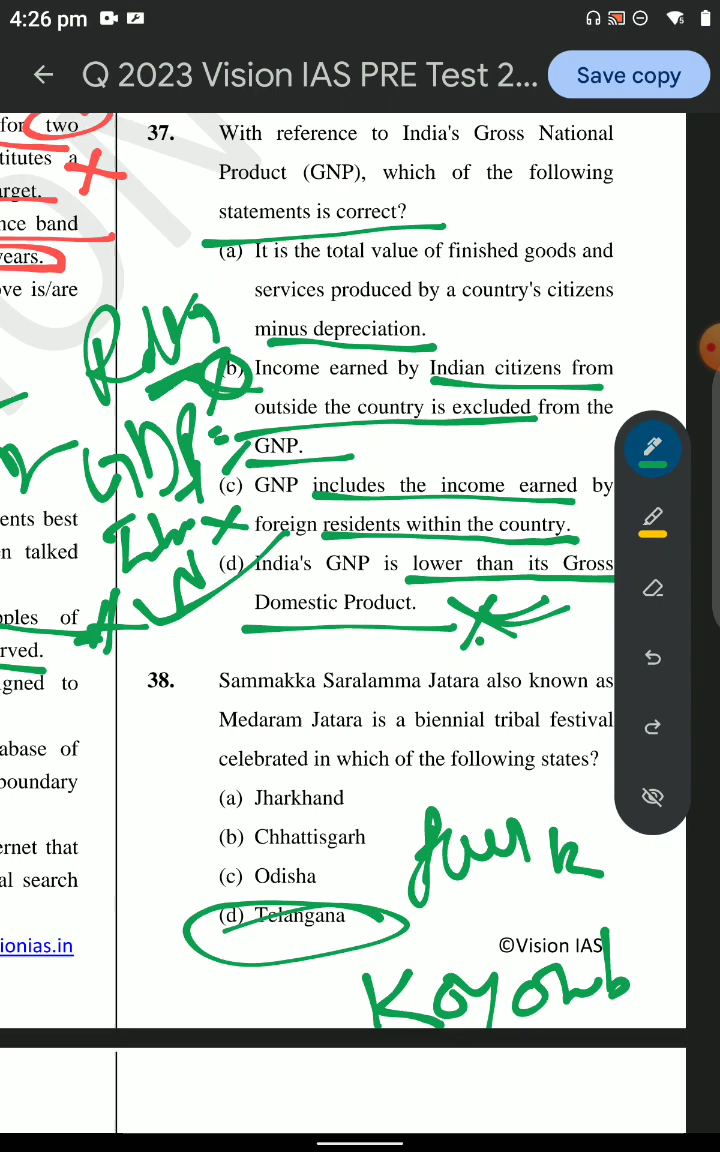 4:26 pm
Q 2023 Vision IAS PRE Test 2...
Save copy
for two
titutes a
arget.
nce band
years.
ove is/are
ents best
en talked
ples of
rved.
igned to
abase of
boundary
ernet that
al search
ionias.in
37. With reference to India's Gross National
Product (GNP), which of the following
statements is correct?
(a) It is the total value of finished goods and
services produced by a country's citizens
minus depreciation.
(b) Income earned by Indian citizens from
outside the country is excluded from the
GNP.
(c) GNP includes the income earned by
foreign residents within the country.
(d) India's GNP is lower than its Gross
Domestic Product.
GDP =
38. Sammakka Saralamma Jatara also known as
Medaram Jatara is a biennial tribal festival
celebrated in which of the following states?
(a) Jharkhand
(b) Chhattisgarh
(c) Odisha
(d) Telangana
©Vision IAS